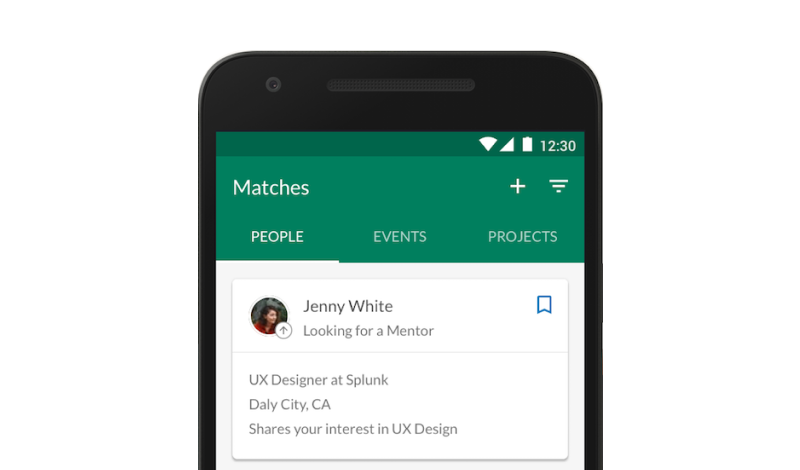 12:30
Matches
PEOPLE EVENTS PROJECTS
Jenny White
Looking for a Mentor
UX Designer at Splunk
Daly City, CA
Shares your interest in UX Design